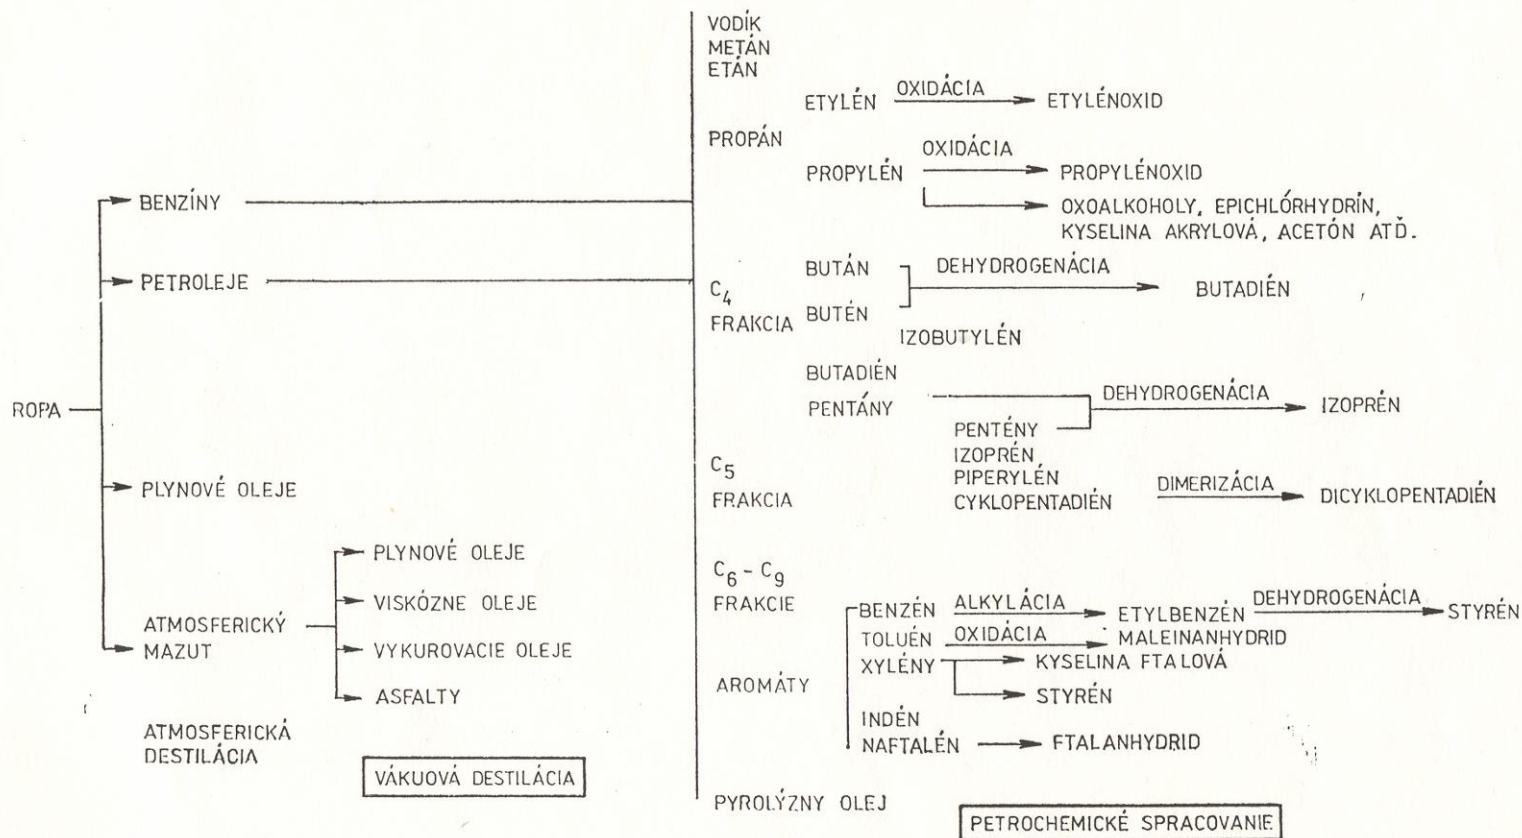 ROPA
BENZÍNY
PETROLEJE
PLYNOVÉ OLEJE
ATMOSFERICKÝ
MAZUT
ATMOSFERICKÁ
DESTILÁCIA
PLYNOVÉ OLEJE
VISKÓZNE OLEJE
VYKUROVACIE OLEJE
ASFALTY
VÁKUOVÁ DESTILÁCIA
VODÍK
METÁN
ETÁN
ETYLÉN OXIDÁCIA ETYLÉNOXID
PROPÁN
PROPYLÉN OXIDÁCIA PROPYLÉNOXID
OXOALKOHOLY, EPICHLÓRHYDRÍN,
KYSELINA AKRYLOVÁ, ACETÓN ATĎ.
C4
FRAKCIA
BUTÁN DEHYDROGENÁCIA BUTADIÉN
BUTÉN
IZOBUTYLÉN
BUTADIÉN
PENTÁNY DEHYDROGENÁCIA IZOPRÉN
PENTÉNY
IZOPRÉN
C5
FRAKCIA
PIPERYLÉN
CYKLOPENTADIÉN DIMERIZÁCIA DICYKLOPENTADIÉN
C6 – C9
FRAKCIE
BENZÉN ALKYLÁCIA ETYLBENZÉN DEHYDROGENÁCIA STYRÉN
TOLUÉN OXIDÁCIA MALEINANHYDRID
XYLÉNY KYSELINA FTALOVÁ
STYRÉN
AROMÁTY
INDÉN
NAFTALÉN FTALANHYDRID
PYROLÝZNY OLEJ
PETROCHEMICKÉ SPRACOVANIE